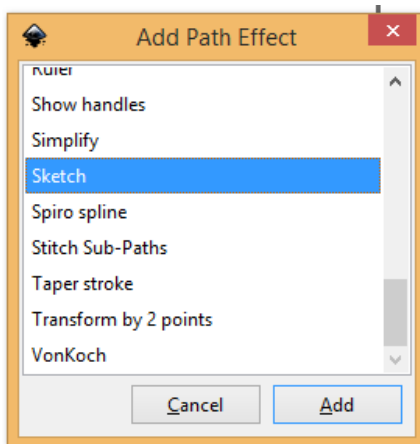 Add Path Effect
Ruler
Show handles
Simplify
Sketch
Spiro spline
Stitch Sub-Paths
Taper stroke
Transform by 2 points
VonKoch
Cancel
Add